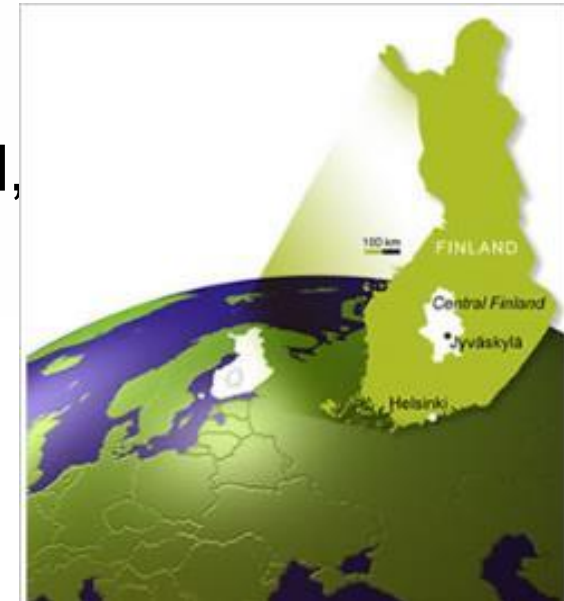 100 km
FINLAND
Central Finland
Jyväskylä
Helsinki